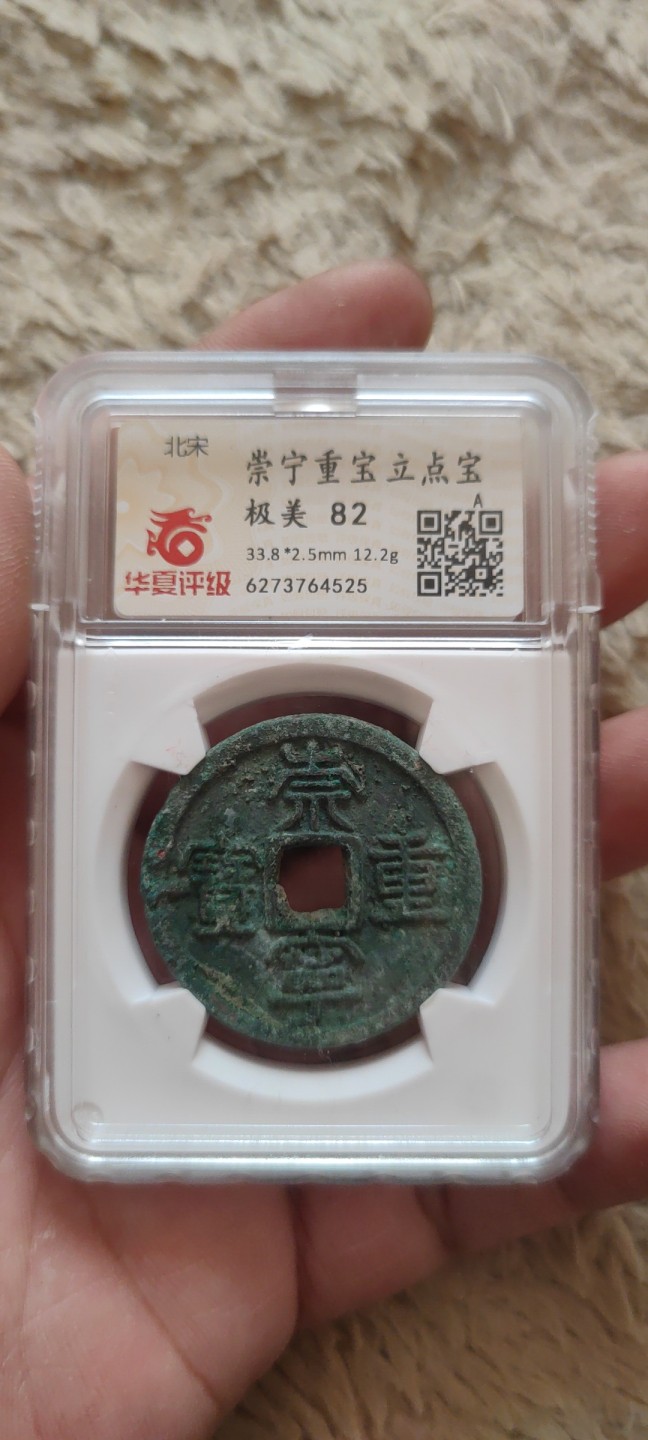 北宋
崇宁重宝立点宝
极美 82
A
33.8*2.5mm 12.2g
华夏评级
6273764525
崇
寶 重
寧